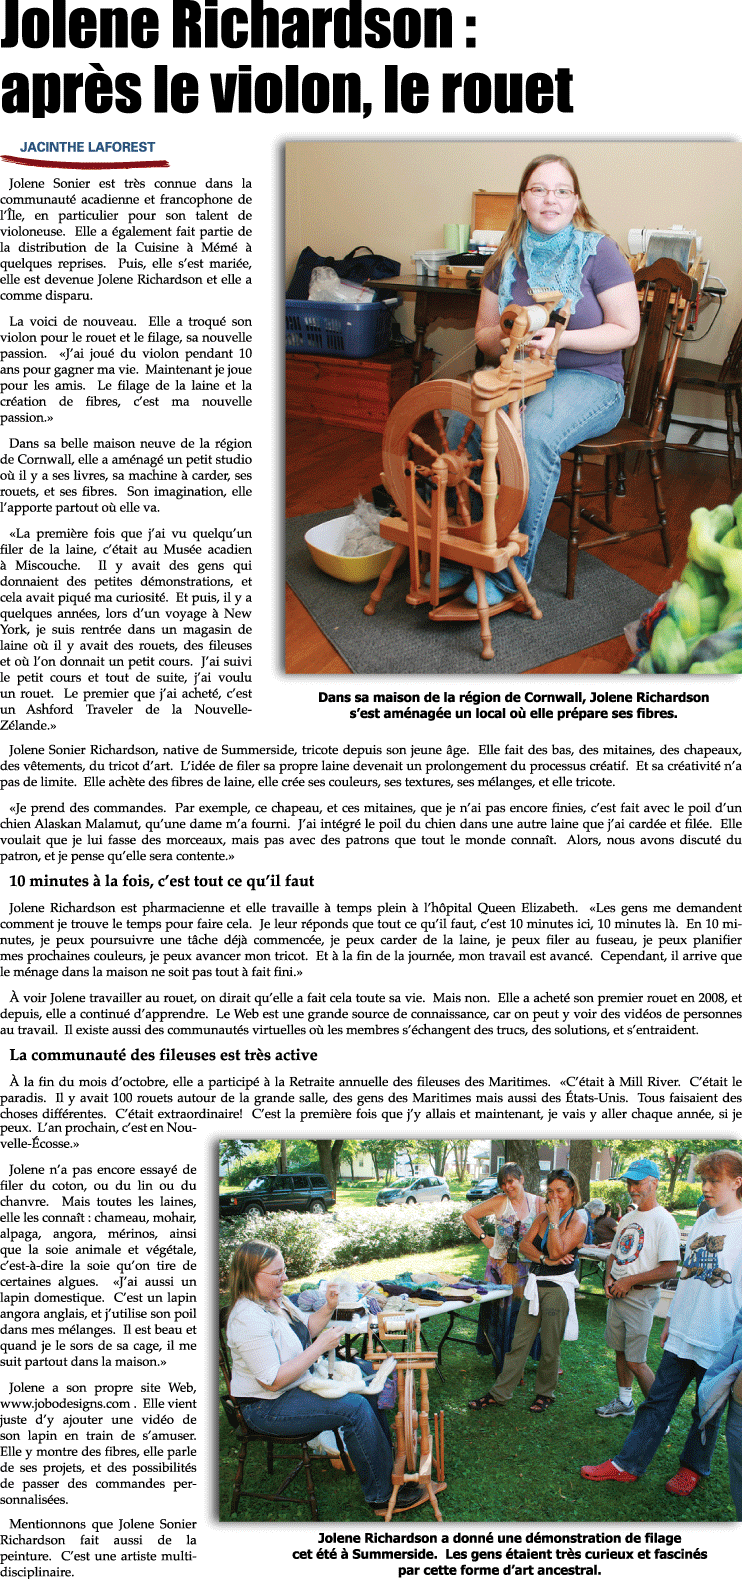 Jolene Richardson :
après le violon, le rouet
JACINTHE LAFOREST
Jolene Sonier est très connue dans la
communauté acadienne et francophone de
l'Île, en particulier pour son talent de
violoneuse. Elle a également fait partie de
la distribution de la Cuisine à Mémé à
quelques reprises. Puis, elle s'est mariée,
elle est devenue Jolene Richardson et elle a
comme disparu.
La voici de nouveau. Elle a troqué son
violon pour le rouet et le filage, sa nouvelle
passion. «J'ai joué du violon pendant 10
ans pour gagner ma vie. Maintenant je joue
pour les amis. Le filage de la laine et la
création de fibres, c'est ma nouvelle
passion.»
Dans sa belle maison neuve de la région
de Cornwall, elle a aménagé un petit studio
où il y a ses livres, sa machine à carder, ses
rouets, et ses fibres. Son imagination, elle
l'apporte partout où elle va.
«La première fois que j'ai vu quelqu'un
filer de la laine, c'était au Musée acadien
à Miscouche. Il y avait des gens qui
donnaient des petites démonstrations, et
cela avait piqué ma curiosité. Et puis, il y a
quelques années, lors d'un voyage à New
York, je suis rentrée dans un magasin de
laine où il y avait des rouets, des fileuses
et où l'on donnait un petit cours. J'ai suivi
le petit cours et tout de suite, j'ai voulu
un rouet. Le premier que j'ai acheté, c'est
un Ashford Traveler de la Nouvelle-
Zélande.»
Dans sa maison de la région de Cornwall, Jolene Richardson
s'est aménagée un local où elle prépare ses fibres.
Jolene Sonier Richardson, native de Summerside, tricote depuis son jeune âge. Elle fait des bas, des mitaines, des chapeaux,
des vêtements, du tricot d'art. L'idée de filer sa propre laine devenait un prolongement du processus créatif. Et sa créativité n'a
pas de limite. Elle achète des fibres de laine, elle crée ses couleurs, ses textures, ses mélanges, et elle tricote.
«Je prend des commandes. Par exemple, ce chapeau, et ces mitaines, que je n'ai pas encore finies, c'est fait avec le poil d'un
chien Alaskan Malamut, qu'une dame m'a fourni. J'ai intégré le poil du chien dans une autre laine que j'ai cardée et filée. Elle
voulait que je lui fasse des morceaux, mais pas avec des patrons que tout le monde connaît. Alors, nous avons discuté du
patron, et je pense qu'elle sera contente.»
10 minutes à la fois, c'est tout ce qu'il faut
Jolene Richardson est pharmacienne et elle travaille à temps plein à l'hôpital Queen Elizabeth. «Les gens me demandent
comment je trouve le temps pour faire cela. Je leur réponds que tout ce qu'il faut, c'est 10 minutes ici, 10 minutes là. En 10 mi-
nutes, je peux poursuivre une tâche déjà commencée, je peux carder de la laine, je peux filer au fuseau, je peux planifier
mes prochaines couleurs, je peux avancer mon tricot. Et à la fin de la journée, mon travail est avancé. Cependant, il arrive que
le ménage dans la maison ne soit pas tout à fait fini.»
À voir Jolene travailler au rouet, on dirait qu'elle a fait cela toute sa vie. Mais non. Elle a acheté son premier rouet en 2008, et
depuis, elle a continué d'apprendre. Le Web est une grande source de connaissance, car on peut y voir des vidéos de personnes
au travail. Il existe aussi des communautés virtuelles où les membres s'échangent des trucs, des solutions, et s'entraident.
La communauté des fileuses est très active
À la fin du mois d'octobre, elle a participé à la Retraite annuelle des fileuses des Maritimes. «C'était à Mill River. C'était le
paradis. Il y avait 100 rouets autour de la grande salle, des gens des Maritimes mais aussi des États-Unis. Tous faisaient des
choses différentes. C'était extraordinaire! C'est la première fois que j'y allais et maintenant, je vais y aller chaque année, si je
peux. L'an prochain, c'est en Nou-
velle-Écosse.»
Jolene n'a pas encore essayé de
filer du coton, ou du lin ou du
chanvre. Mais toutes les laines,
elle les connaît : chameau, mohair,
alpaga, angora, mérinos, ainsi
que la soie animale et végétale,
c'est-à-dire la soie qu'on tire de
certaines algues. «J'ai aussi un
lapin domestique. C'est un lapin
angora anglais, et j'utilise son poil
dans mes mélanges. Il est beau et
quand je le sors de sa cage, il me
suit partout dans la maison.»
Jolene a son propre site Web,
www.jobodesigns.com . Elle vient
juste d'y ajouter une vidéo de
son lapin en train de s'amuser.
Elle y montre des fibres, elle parle
de ses projets, et des possibilités
de passer des commandes per-
sonnalisées.
Mentionnons que Jolene Sonier
Richardson fait aussi de la
peinture. C'est une artiste multi-
disciplinaire.
Jolene Richardson a donné une démonstration de filage
cet été à Summerside. Les gens étaient très curieux et fascinés
par cette forme d'art ancestral.